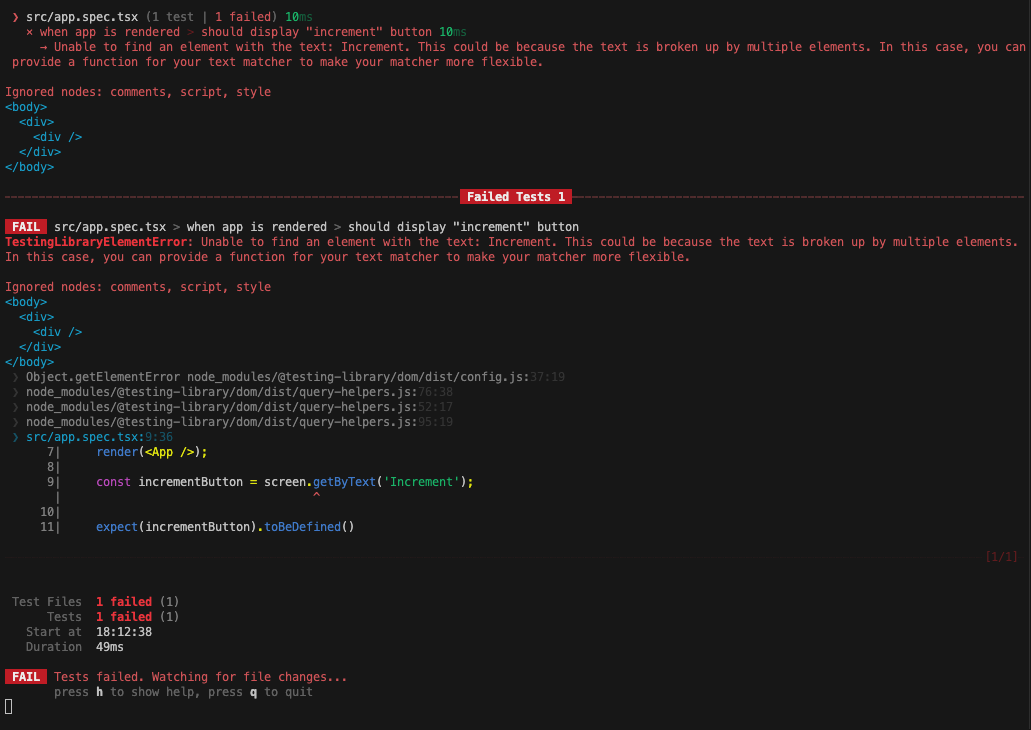 ❯ src/app.spec.tsx (1 test | 1 failed) 10ms
× when app is rendered > should display "increment" button 10ms
→ Unable to find an element with the text: Increment. This could be because the text is broken up by multiple elements. In this case, you can
provide a function for your text matcher to make your matcher more flexible.
Ignored nodes: comments, script, style
<body>
<div>
<div />
</div>
</body>
Failed Tests 1
FAIL src/app.spec.tsx > when app is rendered > should display "increment" button
TestingLibraryElementError: Unable to find an element with the text: Increment. This could be because the text is broken up by multiple elements.
In this case, you can provide a function for your text matcher to make your matcher more flexible.
Ignored nodes: comments, script, style
<body>
<div>
<div />
</div>
</body>
❯ Object.getElementError node_modules/@testing-library/dom/dist/config.js:37:19
❯ node_modules/@testing-library/dom/dist/query-helpers.js:76:38
❯ node_modules/@testing-library/dom/dist/query-helpers.js:52:17
❯ node_modules/@testing-library/dom/dist/query-helpers.js:95:19
❯ src/app.spec.tsx:9:36
7| render(<App />);
8|
9| const incrementButton = screen.getByText('Increment');
| ^
10|
11| expect(incrementButton).toBeDefined()
[1/1]
Test Files 1 failed (1)
Tests 1 failed (1)
Start at 18:12:38
Duration 49ms
FAIL Tests failed. Watching for file changes...
press h to show help, press q to quit